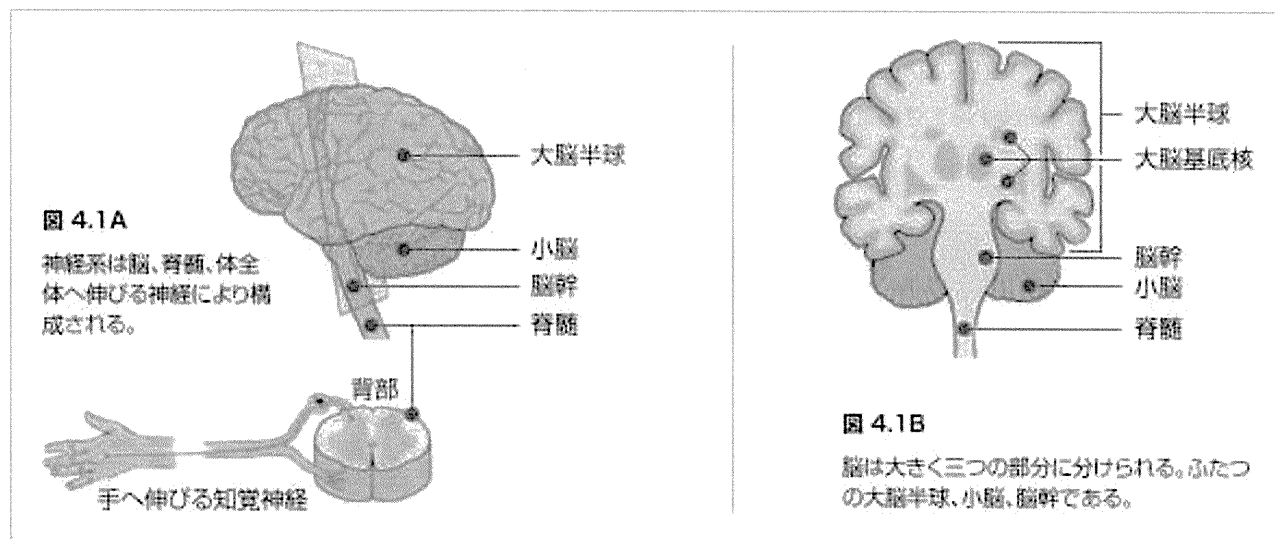 大脳半球
小脳
脳幹
脊髄
図 4.1A
神経系は脳、脊髄、体全
体へ伸びる神経により構
成される。
背部
手へ伸びる知覚神経
大脳半球
大脳基底核
脳幹
小脳
脊髄
図 4.1B
脳は大きく三つの部分に分けられる。ふたつ
の大脳半球、小脳、脳幹である。